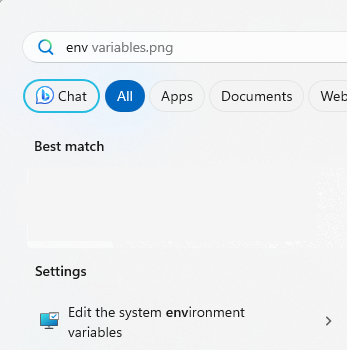 env variables.png
Chat All Apps Documents Web
Best match
Settings
Edit the system environment
variables